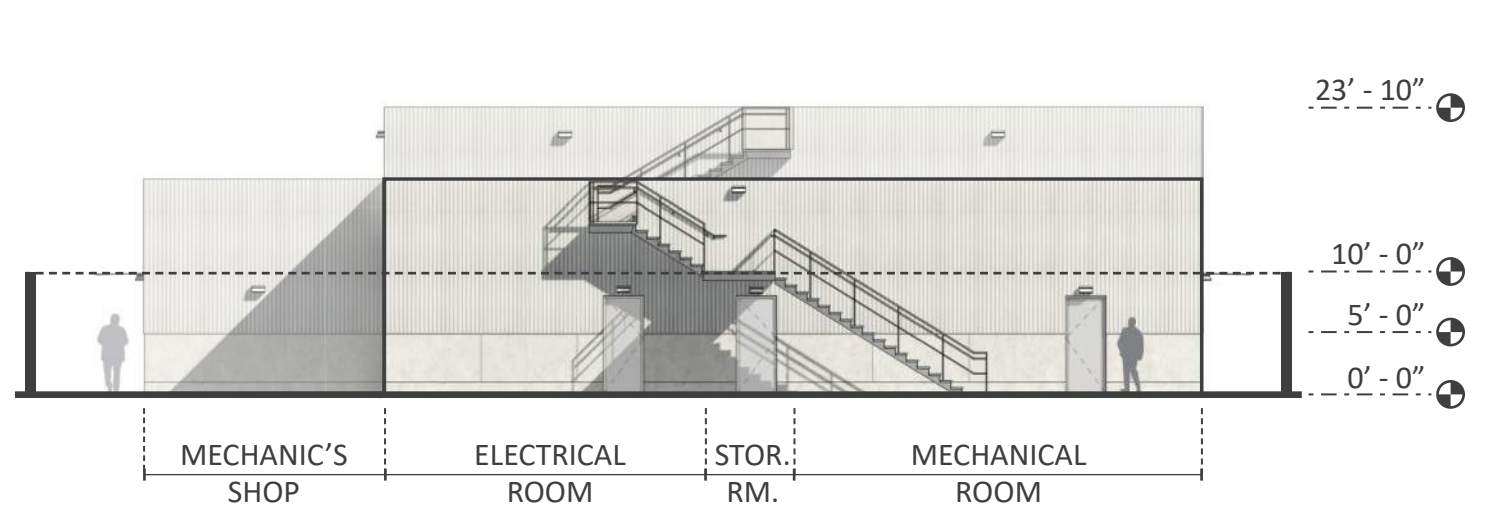 23’ - 10”
10’ - 0”
5’ - 0”
0’ - 0”
MECHANIC’S
SHOP
ELECTRICAL
ROOM
STOR.
RM.
MECHANICAL
ROOM